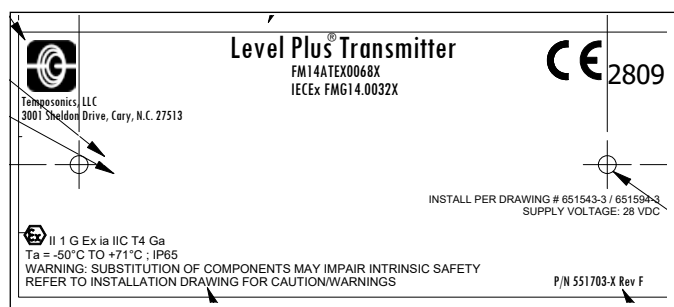 Level Plus® Transmitter
FM14ATEX0068X
IECEx FMG14.0032X
CE 2809
Temposonics, LLC
3001 Sheldon Drive, Cary, N.C. 27513
INSTALL PER DRAWING # 651543-3 / 651594-3
SUPPLY VOLTAGE: 28 VDC
Ex II 1 G Ex ia IIC T4 Ga
Ta = -50°C TO +71°C ; IP65
WARNING: SUBSTITUTION OF COMPONENTS MAY IMPAIR INTRINSIC SAFETY
REFER TO INSTALLATION DRAWING FOR CAUTION/WARNINGS
P/N 551703-X Rev F